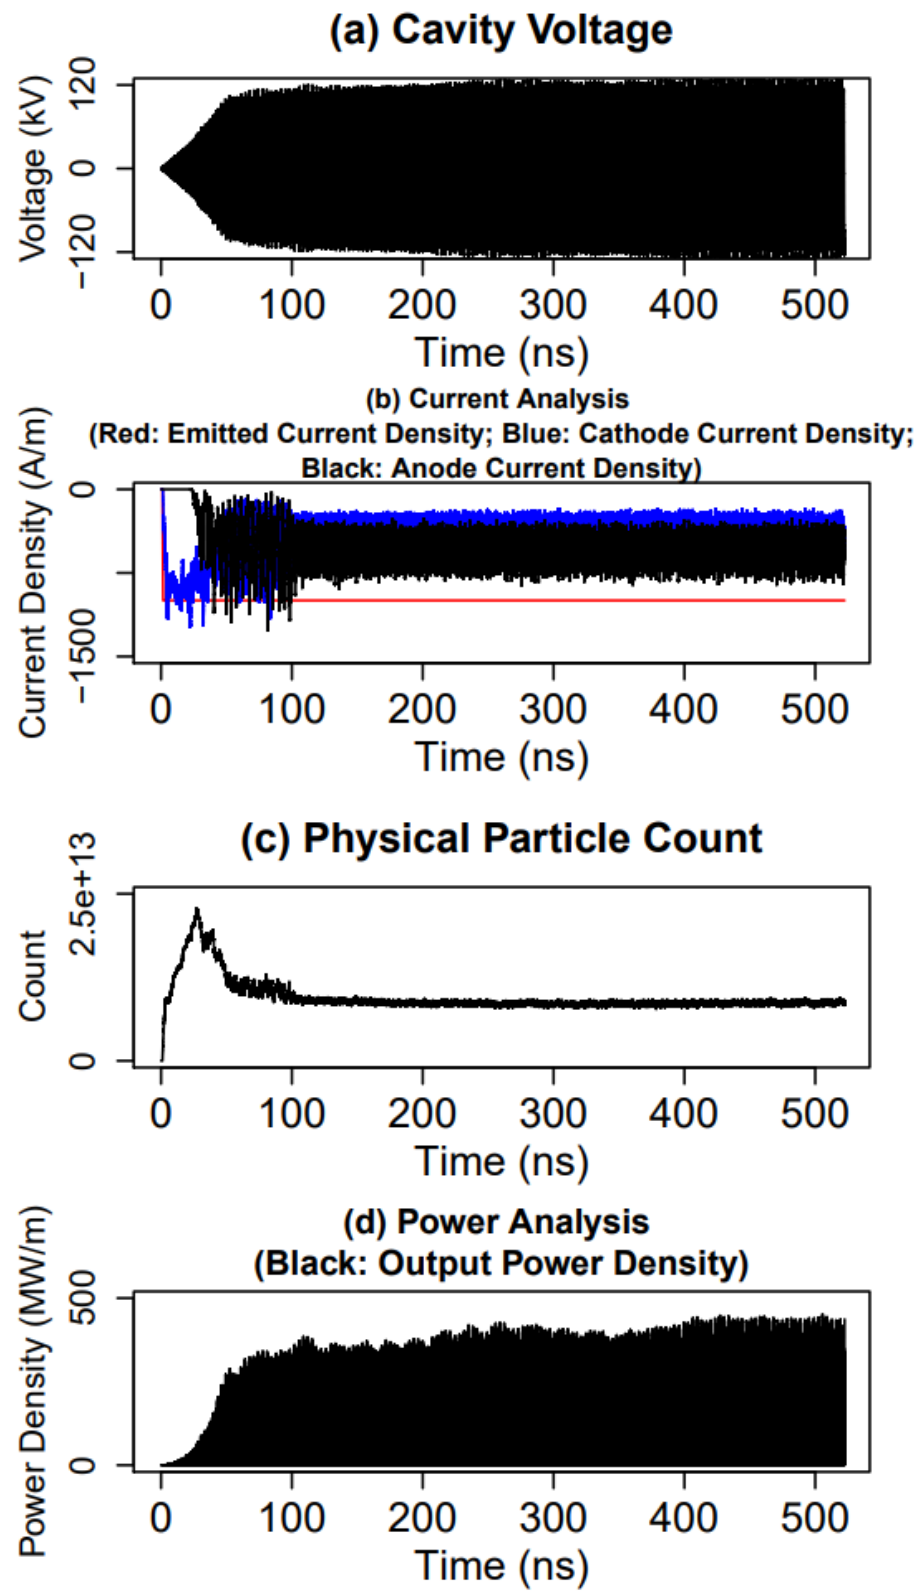 (a) Cavity Voltage
Voltage (kV)
120
0
−120
0 100 200 300 400 500
Time (ns)
(b) Current Analysis
(Red: Emitted Current Density; Blue: Cathode Current Density;
Black: Anode Current Density)
Current Density (A/m)
0
−1500
0 100 200 300 400 500
Time (ns)
(c) Physical Particle Count
Count
2.5e+13
0
0 100 200 300 400 500
Time (ns)
(d) Power Analysis
(Black: Output Power Density)
Power Density (MW/m)
500
0
0 100 200 300 400 500
Time (ns)